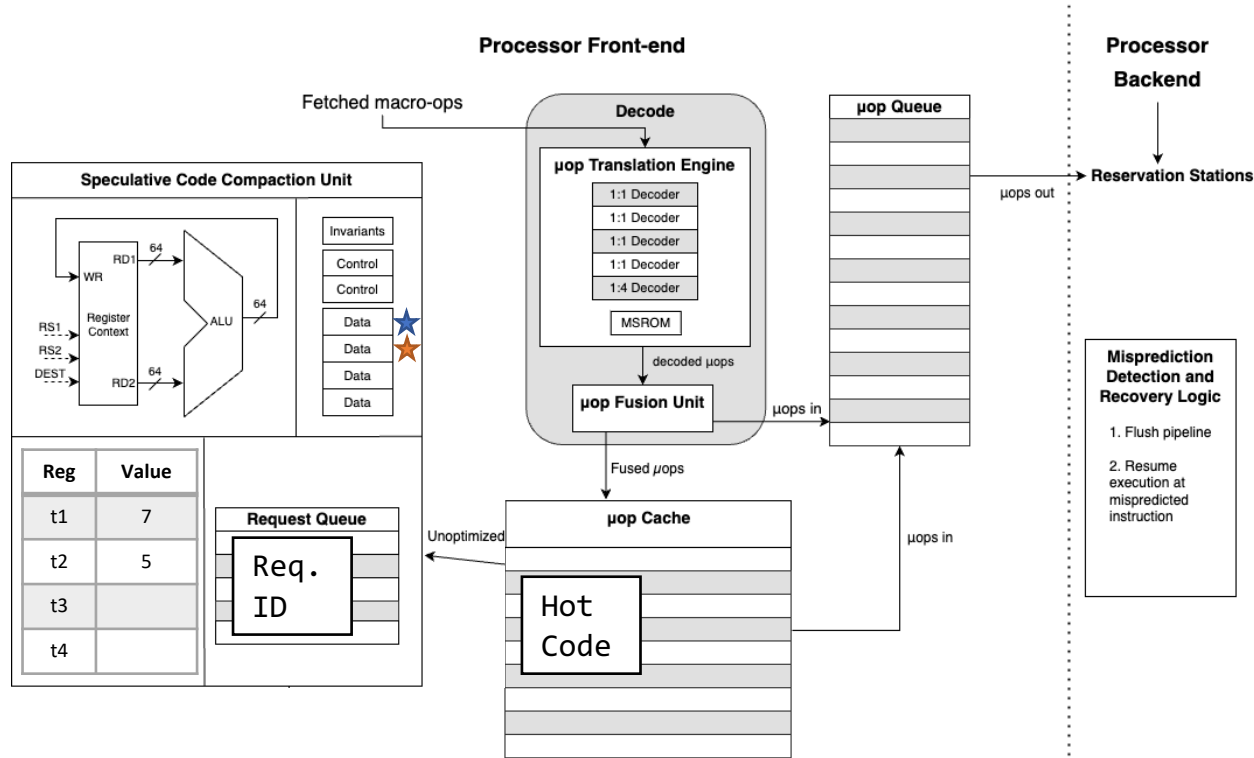 Processor Front-end
Processor
Backend
Fetched macro-ops
Decode
µop Translation Engine
1:1 Decoder
1:1 Decoder
1:1 Decoder
1:1 Decoder
1:4 Decoder
MSROM
decoded µops
µop Fusion Unit
µops in
Fused µops
µop Queue
µops out
Reservation Stations
Speculative Code Compaction Unit
WR
RD1
64
Register
Context
ALU
64
RS1
RS2
DEST
RD2
64
Invariants
Control
Control
Data
Data
Data
Data
Reg Value
t1 7
t2 5
t3
t4
Request Queue
Req.
ID
Unoptimized
µop Cache
Hot
Code
µops in
Misprediction
Detection and
Recovery Logic
1. Flush pipeline
2. Resume
execution at
mispredicted
instruction